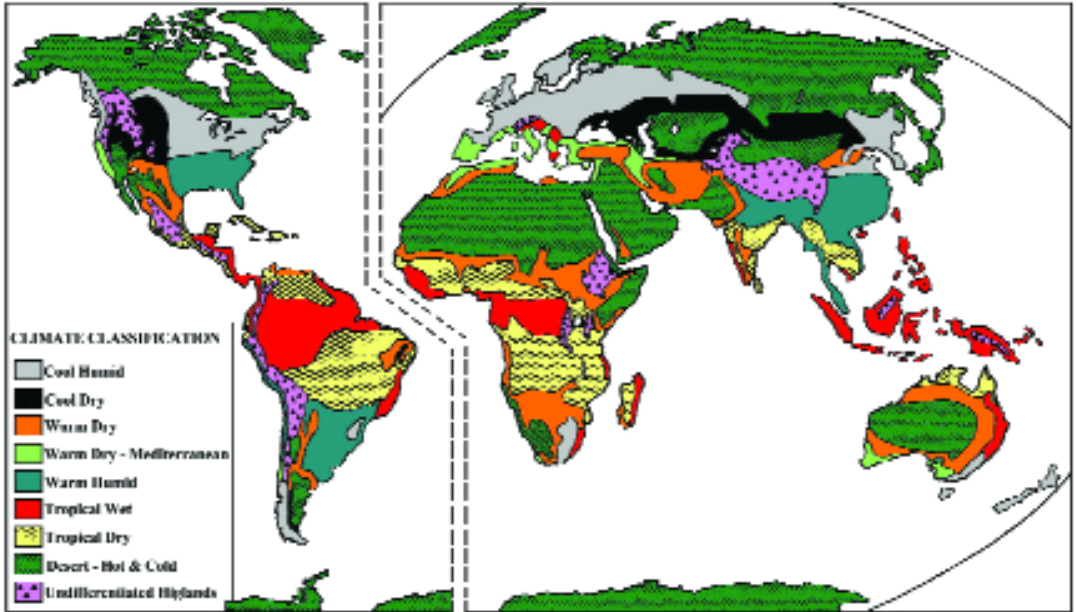 CLIMATE CLASSIFICATION
Cool Humid
Cool Dry
Warm Dry
Warm Dry - Mediterranean
Warm Humid
Tropical Wet
Tropical Dry
Desert - Hot & Cold
Undifferentiated Higlands